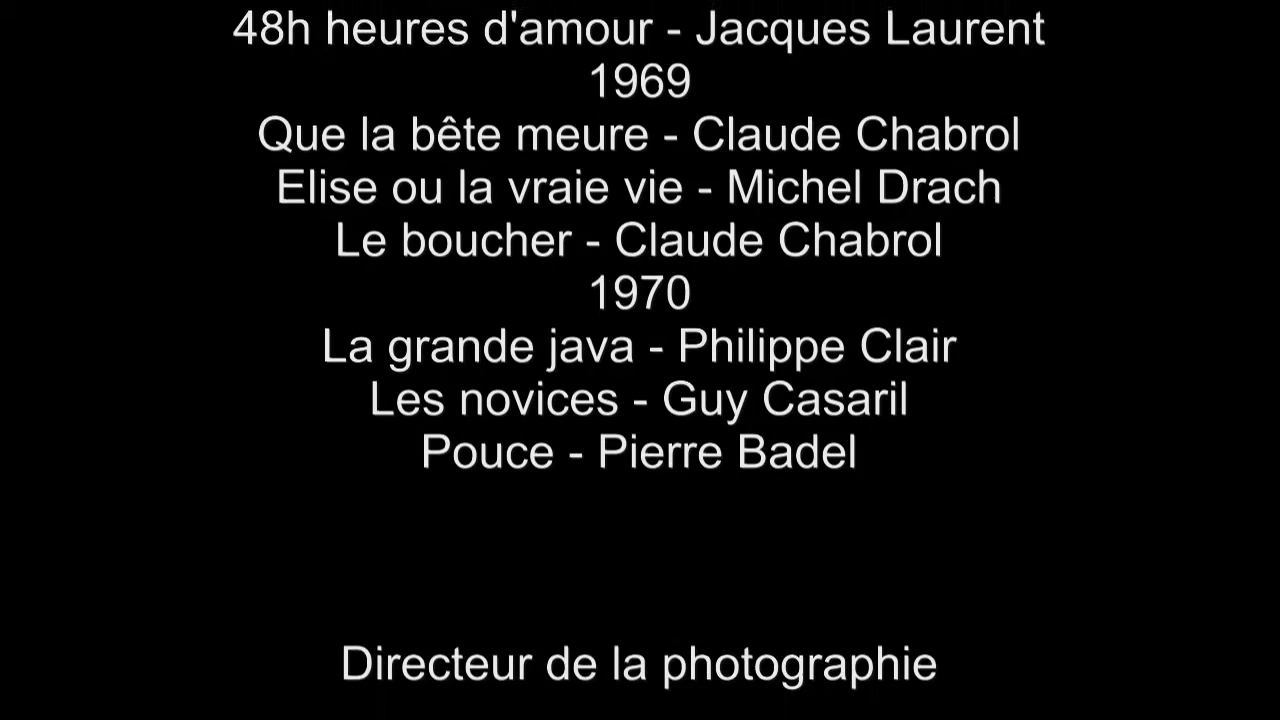 48h heures d'amour - Jacques Laurent
1969
Que la bête meure - Claude Chabrol
Elise ou la vraie vie - Michel Drach
Le boucher - Claude Chabrol
1970
La grande java - Philippe Clair
Les novices - Guy Casaril
Pouce - Pierre Badel
Directeur de la photographie